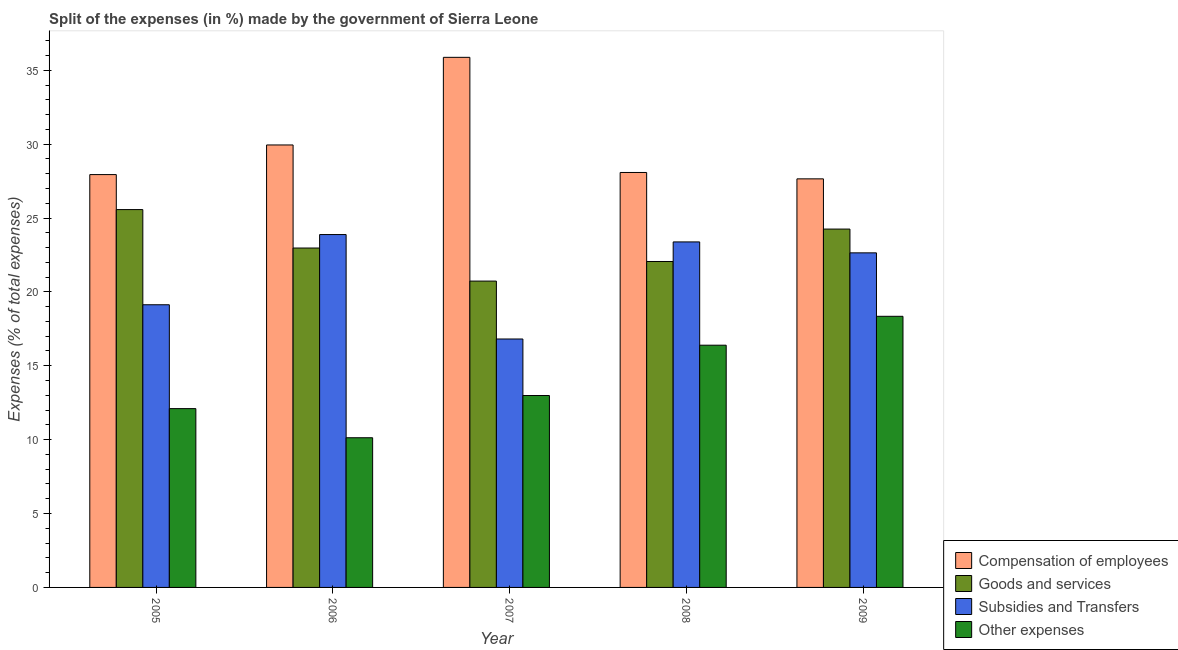 Split of the expenses (in %) made by the government of Sierra Leone
Expenses (% of total expenses)
35
30
25
20
15
10
5
0
2005
2006
2007
2008
2009
Year
Compensation of employees
Goods and services
Subsidies and Transfers
Other expenses